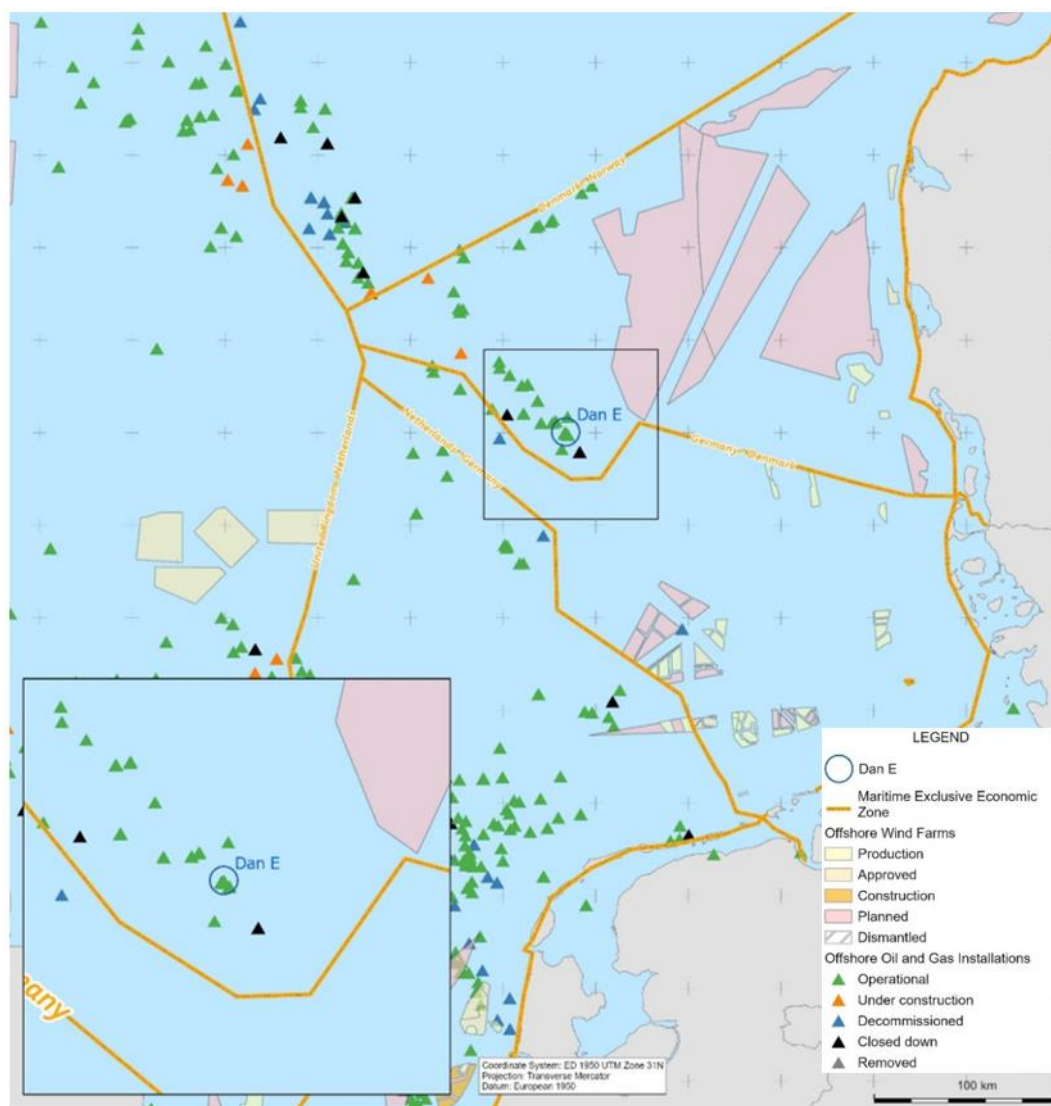 Denmark - Norway
Dan E
Netherlands - Germany
Germany - Denmark
United Kingdom - Netherlands
Dan E
any
LEGEND
Dan E
Maritime Exclusive Economic
Zone
Offshore Wind Farms
Production
Approved
Construction
Planned
Dismantled
Offshore Oil and Gas Installations
Operational
Under construction
Decommissioned
Closed down
Removed
Coordinate System: ED 1950 UTM Zone 31N
Projection: Transverse Mercator
Datum: European 1950
100 km